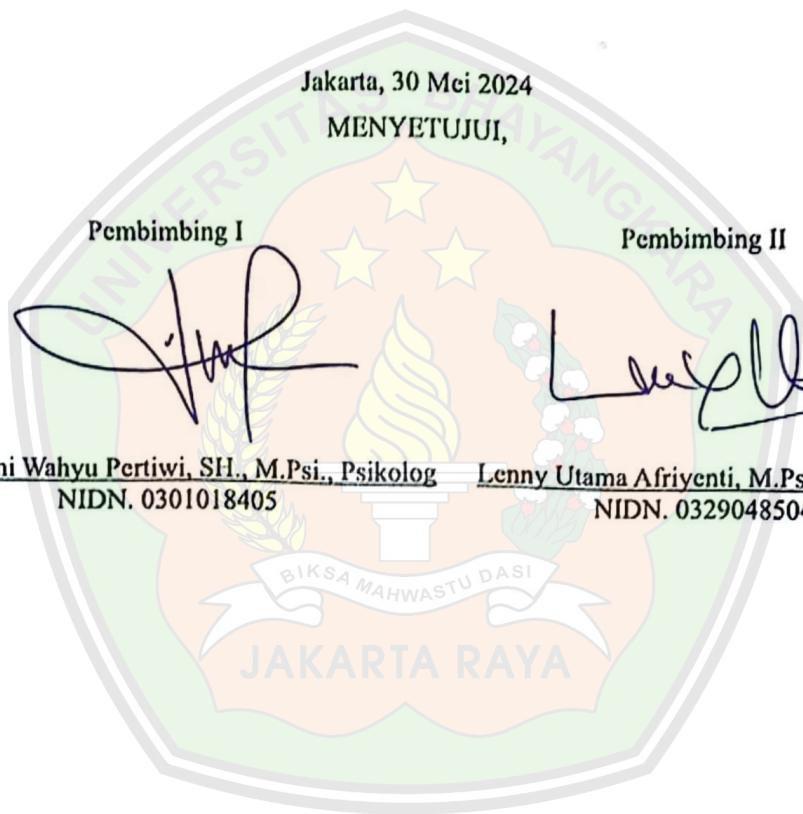 Jakarta, 30 Mei 2024
MENYETUJUI,
Pembimbing I
Pembimbing II
Wahyu Pertiwi, SH., M.Psi., Psikolog
NIDN. 0301018405
Lenny Utama Afriyenti, M.Ps
NIDN. 0329048504
UNIVERSITAS BHAYANGKARA
BIKSA MAHWASTU DASI
JAKARTA RAYA